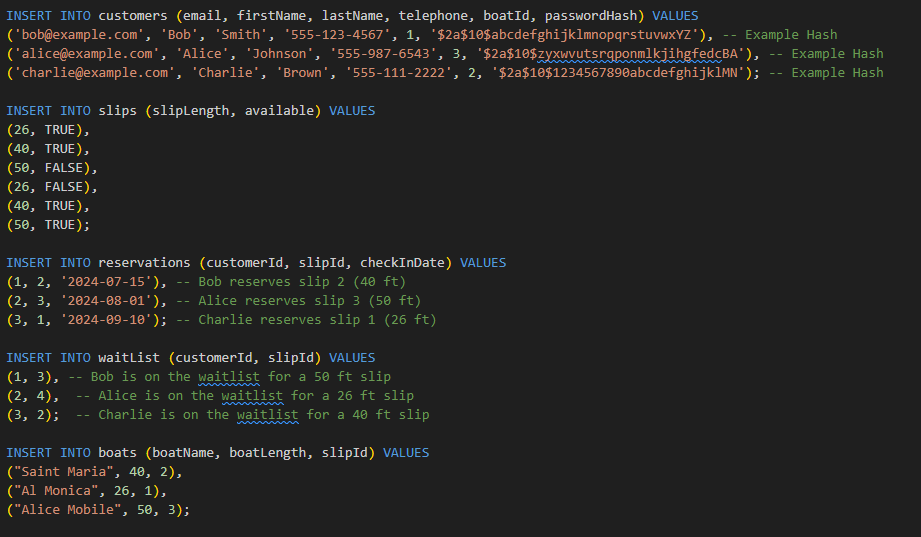 INSERT INTO customers (email, firstName, lastName, telephone, boatId, passwordHash) VALUES
('bob@example.com', 'Bob', 'Smith', '555-123-4567', 1, '$2a$10$abcdefghijklmnopqrstuvwxYZ'), -- Example Hash
('alice@example.com', 'Alice', 'Johnson', '555-987-6543', 3, '$2a$10$zyxwvutsrqponmlkjihgfedcBA'), -- Example Hash
('charlie@example.com', 'Charlie', 'Brown', '555-111-2222', 2, '$2a$10$1234567890abcdefghijklMN'); -- Example Hash

INSERT INTO slips (slipLength, available) VALUES
(26, TRUE),
(40, TRUE),
(50, FALSE),
(26, FALSE),
(40, TRUE),
(50, TRUE);

INSERT INTO reservations (customerId, slipId, checkInDate) VALUES
(1, 2, '2024-07-15'), -- Bob reserves slip 2 (40 ft)
(2, 3, '2024-08-01'), -- Alice reserves slip 3 (50 ft)
(3, 1, '2024-09-10'); -- Charlie reserves slip 1 (26 ft)

INSERT INTO waitList (customerId, slipId) VALUES
(1, 3), -- Bob is on the waitlist for a 50 ft slip
(2, 4),  -- Alice is on the waitlist for a 26 ft slip
(3, 2);  -- Charlie is on the waitlist for a 40 ft slip

INSERT INTO boats (boatName, boatLength, slipId) VALUES
("Saint Maria", 40, 2),
("Al Monica", 26, 1),
("Alice Mobile", 50, 3);